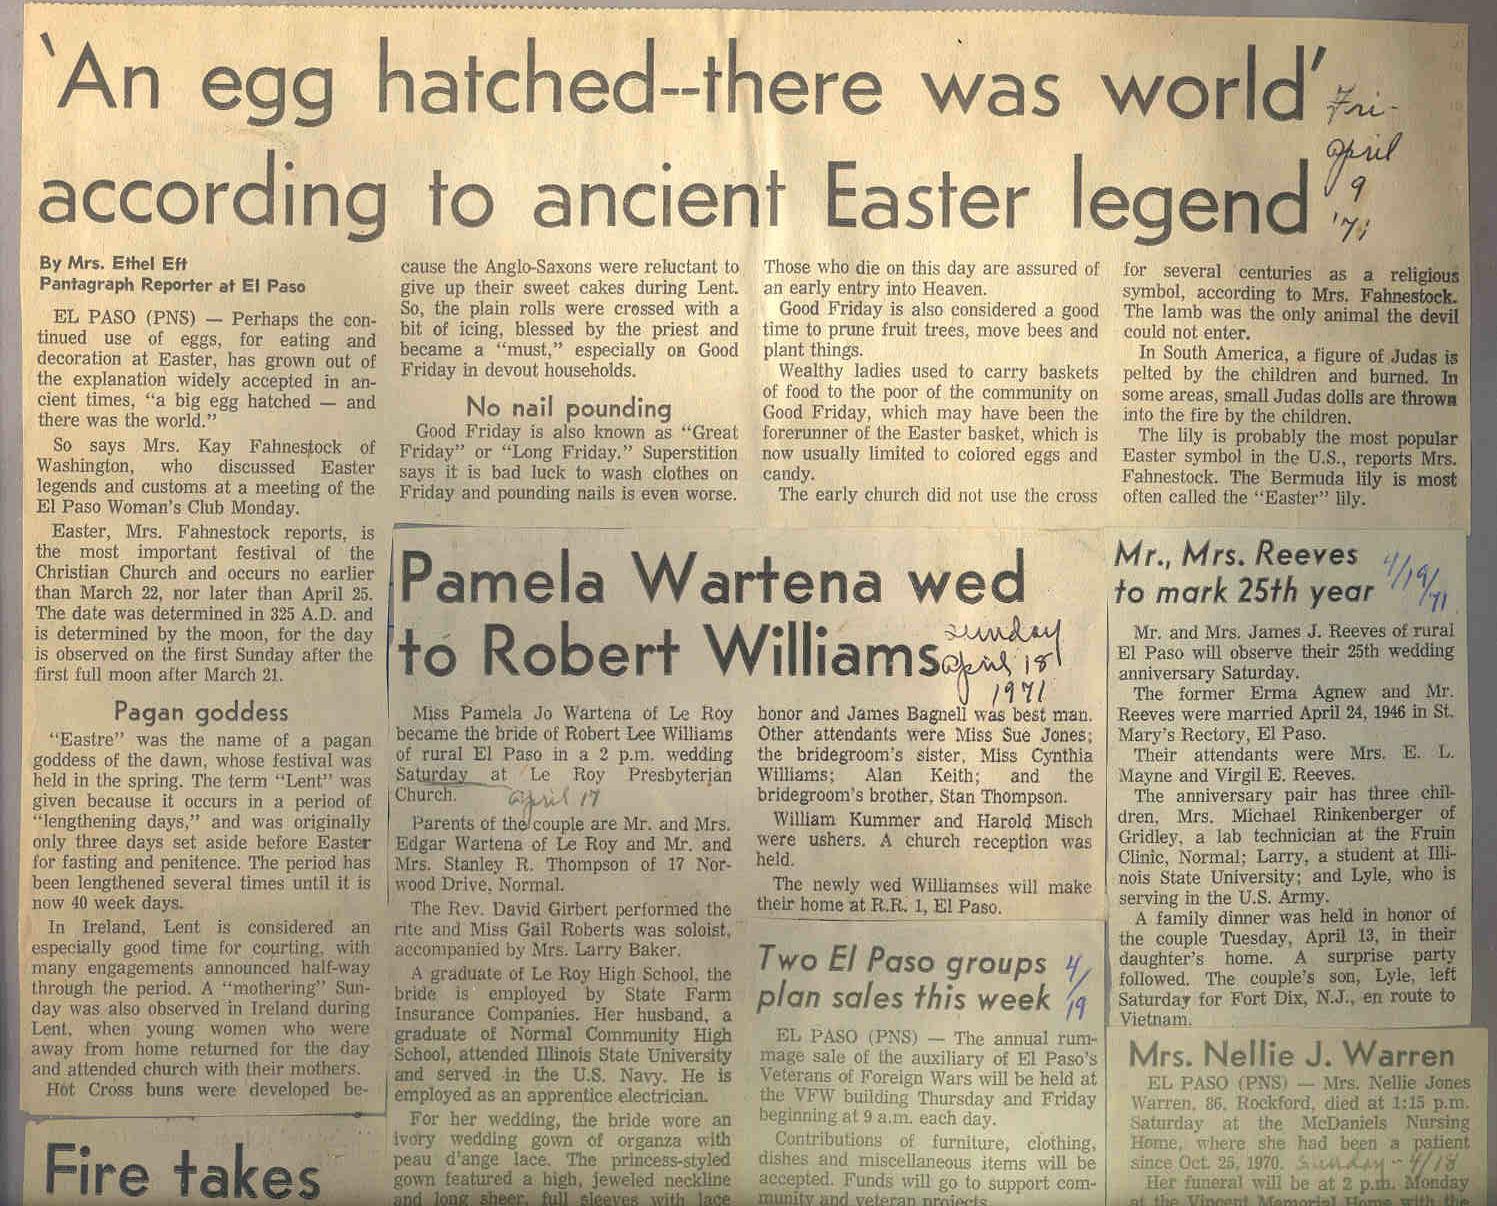 'An egg hatched--there was world'
according to ancient Easter legend
Fri-
April
9
'71
By Mrs. Ethel Eft
Pantagraph Reporter at El Paso
EL PASO (PNS) — Perhaps the con-
tinued use of eggs, for eating and
decoration at Easter, has grown out of
the explanation widely accepted in an-
cient times, "a big egg hatched — and
there was the world."
So says Mrs. Kay Fahnestock of
Washington, who discussed Easter
legends and customs at a meeting of the
El Paso Woman's Club Monday.
Easter, Mrs. Fahnestock reports, is
the most important festival of the
Christian Church and occurs no earlier
than March 22, nor later than April 25.
The date was determined in 325 A.D. and
is determined by the moon, for the day
is observed on the first Sunday after the
first full moon after March 21.
Pagan goddess
"Eastre" was the name of a pagan
goddess of the dawn, whose festival was
held in the spring. The term "Lent" was
given because it occurs in a period of
"lengthening days," and was originally
only three days set aside before Easter
for fasting and penitence. The period has
been lengthened several times until it is
now 40 week days.
In Ireland, Lent is considered an
especially good time for courting, with
many engagements announced half-way
through the period. A "mothering" Sun-
day was also observed in Ireland during
Lent, when young women who were
away from home returned for the day
and attended church with their mothers.
Hot Cross buns were developed be-
cause the Anglo-Saxons were reluctant to
give up their sweet cakes during Lent.
So, the plain rolls were crossed with a
bit of icing, blessed by the priest and
became a "must," especially on Good
Friday in devout households.
No nail pounding
Good Friday is also known as "Great
Friday" or "Long Friday." Superstition
says it is bad luck to wash clothes on
Friday and pounding nails is even worse.
Those who die on this day are assured of
an early entry into Heaven.
Good Friday is also considered a good
time to prune fruit trees, move bees and
plant things.
Wealthy ladies used to carry baskets
of food to the poor of the community on
Good Friday, which may have been the
forerunner of the Easter basket, which is
now usually limited to colored eggs and
candy.
The early church did not use the cross
for several centuries as a religious
symbol, according to Mrs. Fahnestock.
The lamb was the only animal the devil
could not enter.
In South America, a figure of Judas is
pelted by the children and burned. In
some areas, small Judas dolls are thrown
into the fire by the children.
The lily is probably the most popular
Easter symbol in the U.S., reports Mrs.
Fahnestock. The Bermuda lily is most
often called the "Easter" lily.
Fire takes
Pamela Wartena wed
to Robert Williams
Sunday
April 18
1971
Miss Pamela Jo Wartena of Le Roy
became the bride of Robert Lee Williams
of rural El Paso in a 2 p.m. wedding
Saturday at Le Roy Presbyterian
Church.
April 17
Parents of the couple are Mr. and Mrs.
Edgar Wartena of Le Roy and Mr. and
Mrs. Stanley R. Thompson of 17 Nor-
wood Drive, Normal.
The Rev. David Girbert performed the
rite and Miss Gail Roberts was soloist,
accompanied by Mrs. Larry Baker.
A graduate of Le Roy High School, the
bride is employed by State Farm
Insurance Companies. Her husband, a
graduate of Normal Community High
School, attended Illinois State University
and served in the U.S. Navy. He is
employed as an apprentice electrician.
For her wedding, the bride wore an
ivory wedding gown of organza with
peau d'ange lace. The princess-styled
gown featured a high, jeweled neckline
and long sheer, full sleeves with lace
honor and James Bagnell was best man.
Other attendants were Miss Sue Jones;
the bridegroom's sister, Miss Cynthia
Williams; Alan Keith; and the
bridegroom's brother, Stan Thompson.
William Kummer and Harold Misch
were ushers. A church reception was
held.
The newly wed Williamses will make
their home at R.R. 1, El Paso.
Two El Paso groups
plan sales this week
4/19
EL PASO (PNS) — The annual rum-
mage sale of the auxiliary of El Paso's
Veterans of Foreign Wars will be held at
the VFW building Thursday and Friday
beginning at 9 a.m. each day.
Contributions of furniture, clothing,
dishes and miscellaneous items will be
accepted. Funds will go to support com-
munity and veteran projects.
Mr., Mrs. Reeves
to mark 25th year
4/19/71
Mr. and Mrs. James J. Reeves of rural
El Paso will observe their 25th wedding
anniversary Saturday.
The former Erma Agnew and Mr.
Reeves were married April 24, 1946 in St.
Mary's Rectory, El Paso.
Their attendants were Mrs. E. L.
Mayne and Virgil E. Reeves.
The anniversary pair has three chil-
dren, Mrs. Michael Rinkenberger of
Gridley, a lab technician at the Fruin
Clinic, Normal; Larry, a student at Illi-
nois State University; and Lyle, who is
serving in the U.S. Army.
A family dinner was held in honor of
the couple Tuesday, April 13, in their
daughter's home. A surprise party
followed. The couple's son, Lyle, left
Saturday for Fort Dix, N.J., en route to
Vietnam.
Mrs. Nellie J. Warren
EL PASO (PNS) — Mrs. Nellie Jones
Warren, 86, Rockford, died at 1:15 p.m.
Saturday at the McDaniels Nursing
Home, where she had been a patient
since Oct. 25, 1970. Sunday - 4/18
Her funeral will be at 2 p.m. Monday
at the Vincent Memorial Home with the